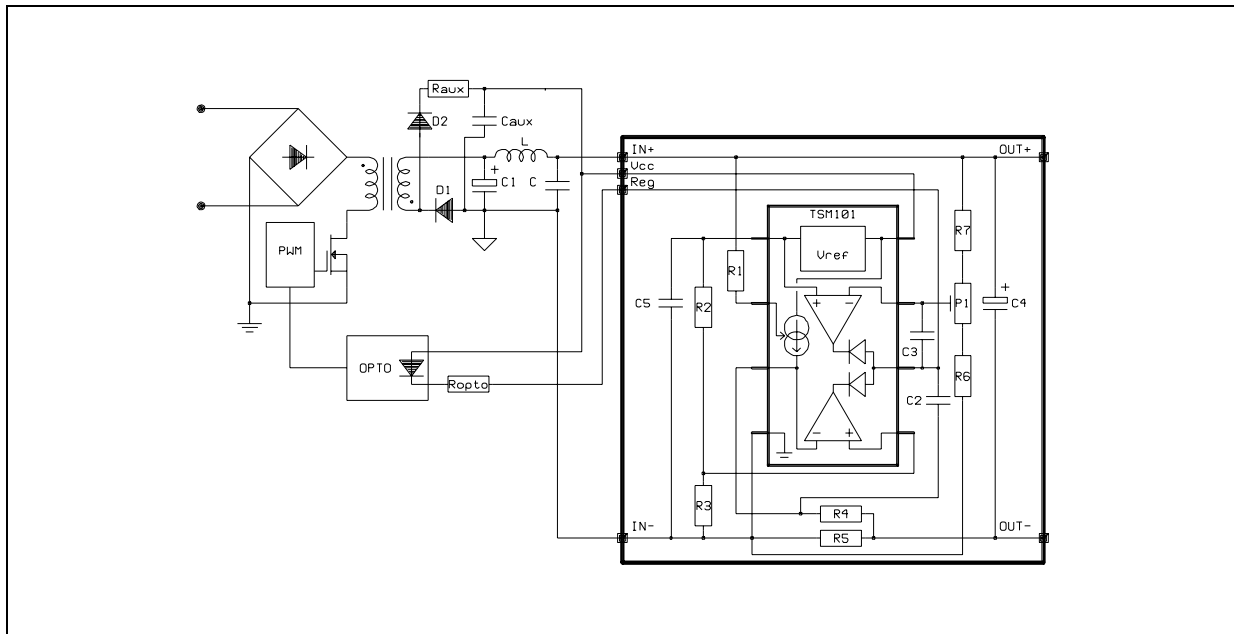 Raux
D2
Caux
L
IN+
OUT+
Vcc
Reg
+
C1
C
D1
TSM101
PWM
Vref
R7
R1
C5
R2
+
-
P1
+
C4
OPTO
C3
Ropto
R6
C2
-
+
R3
R4
IN-
R5
OUT-